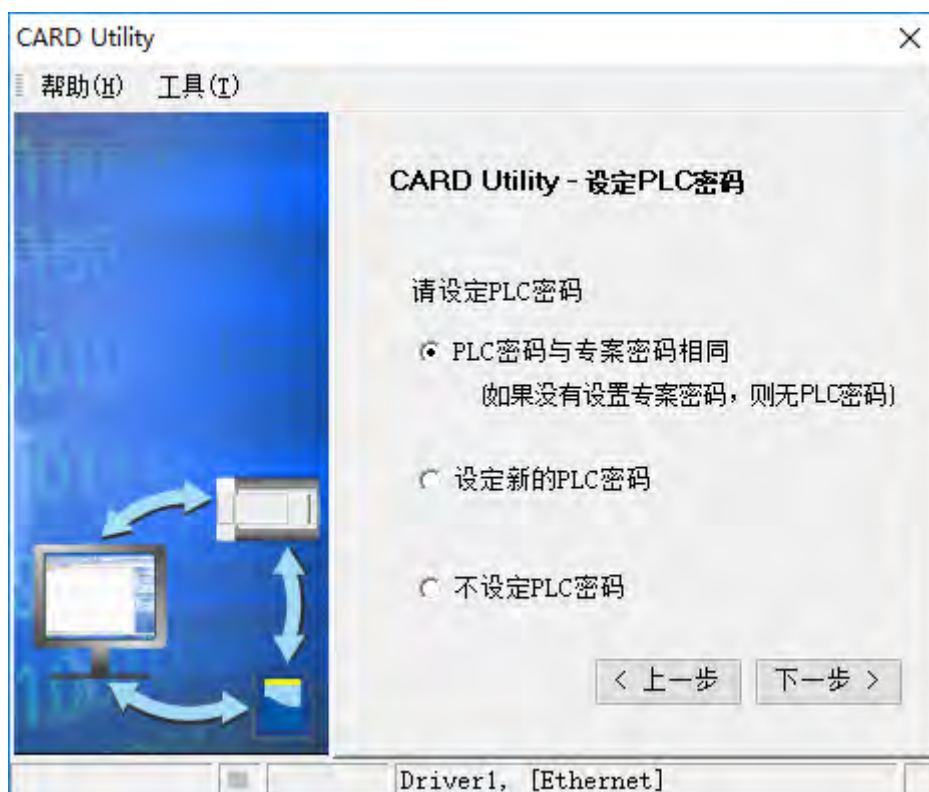 CARD Utility
帮助(H) 工具(T)
CARD Utility - 设定PLC密码
请设定PLC密码
PLC密码与专案密码相同
(如果没有设置专案密码，则无PLC密码)
设定新的PLC密码
不设定PLC密码
< 上一步 下一步 >
Driver1, [Ethernet]